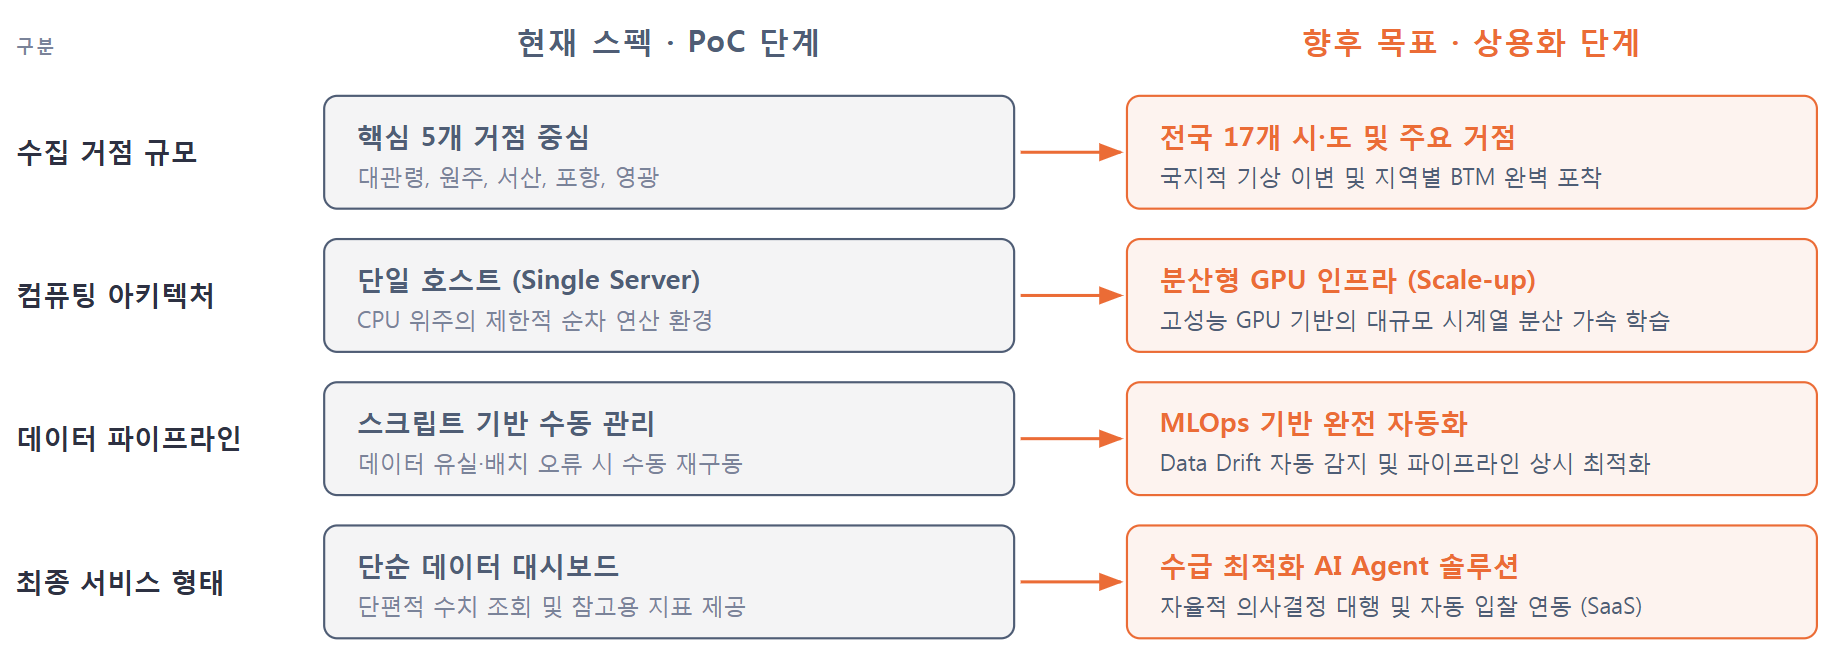 구분
현재 스펙 · PoC 단계
향후 목표 · 상용화 단계
수집 거점 규모
핵심 5개 거점 중심
대관령, 원주, 서산, 포항, 영광
전국 17개 시·도 및 주요 거점
국지적 기상 이변 및 지역별 BTM 완벽 포착
컴퓨팅 아키텍처
단일 호스트 (Single Server)
CPU 위주의 제한적 순차 연산 환경
분산형 GPU 인프라 (Scale-up)
고성능 GPU 기반의 대규모 시계열 분산 가속 학습
데이터 파이프라인
스크립트 기반 수동 관리
데이터 유실·배치 오류 시 수동 재구동
MLOps 기반 완전 자동화
Data Drift 자동 감지 및 파이프라인 상시 최적화
최종 서비스 형태
단순 데이터 대시보드
단편적 수치 조회 및 참고용 지표 제공
수급 최적화 AI Agent 솔루션
자율적 의사결정 대행 및 자동 입찰 연동 (SaaS)